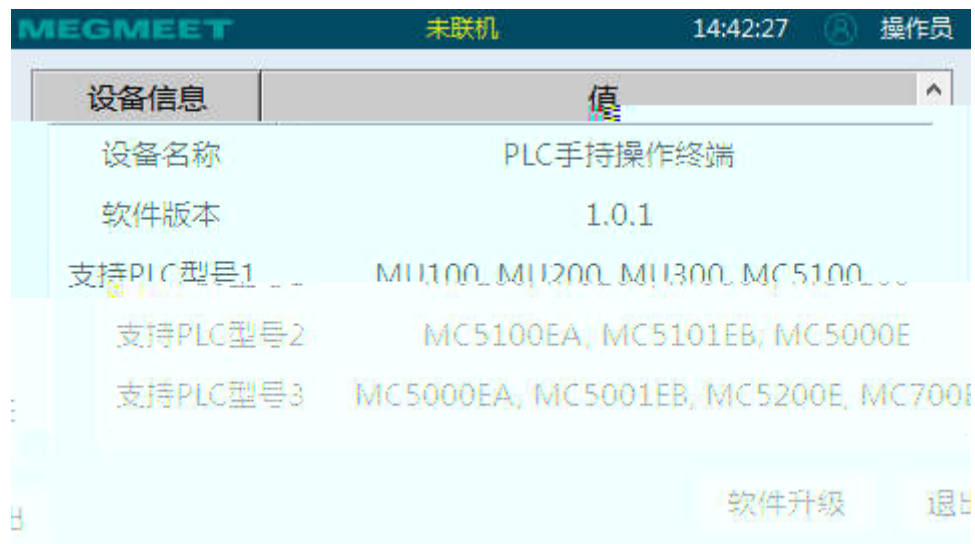 MEGMEET 未联机 14:42:27 操作员
设备信息 值
设备名称 PLC手持操作终端
软件版本 1.0.1
支持PLC型号1 MU100, MU200, MU300, MC5100,
支持PLC型号2 MC5100EA, MC5101EB, MC5000E
支持PLC型号3 MC5000EA, MC5001EB, MC5200E, MC700E
软件升级 退出